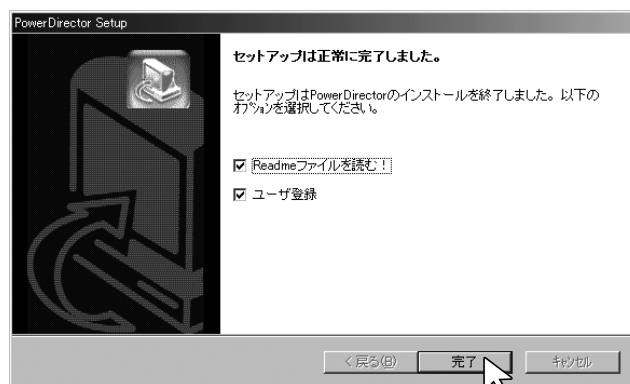 PowerDirector Setup
セットアップは正常に完了しました。
セットアップはPowerDirectorのインストールを終了しました。以下の
オプションを選択してください。
Readmeファイルを読む！
ユーザ登録
< 戻る(B)
完了
キャンセル